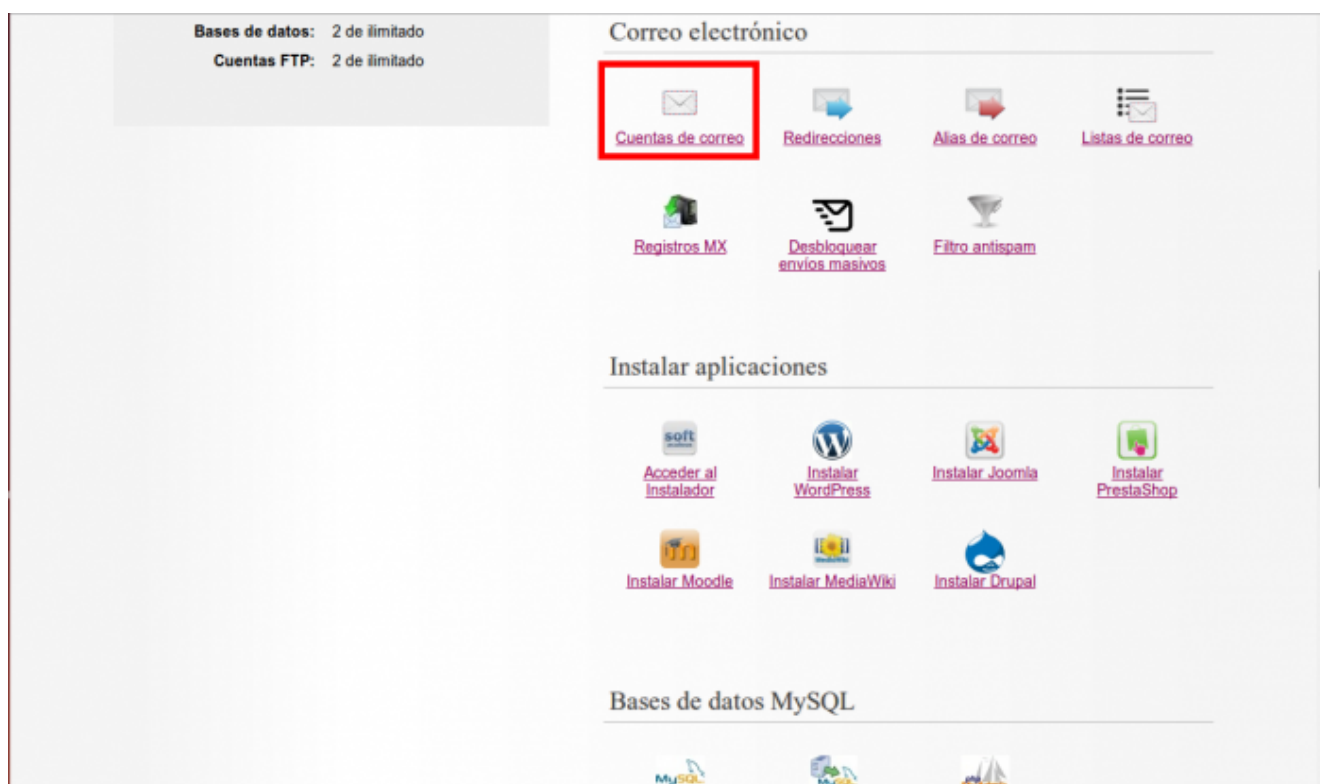 Bases de datos: 2 de ilimitado
Cuentas FTP: 2 de ilimitado
Correo electrónico
Cuentas de correo
Redirecciones
Alias de correo
Listas de correo
Registros MX
Desbloquear
envíos masivos
Filtro antispam
Instalar aplicaciones
soft
Acceder al
Instalador
Instalar
WordPress
Instalar Joomla
Instalar
PrestaShop
Instalar Moodle
MediaWiki
Instalar MediaWiki
Instalar Drupal
Bases de datos MySQL
MySQL
MySQL